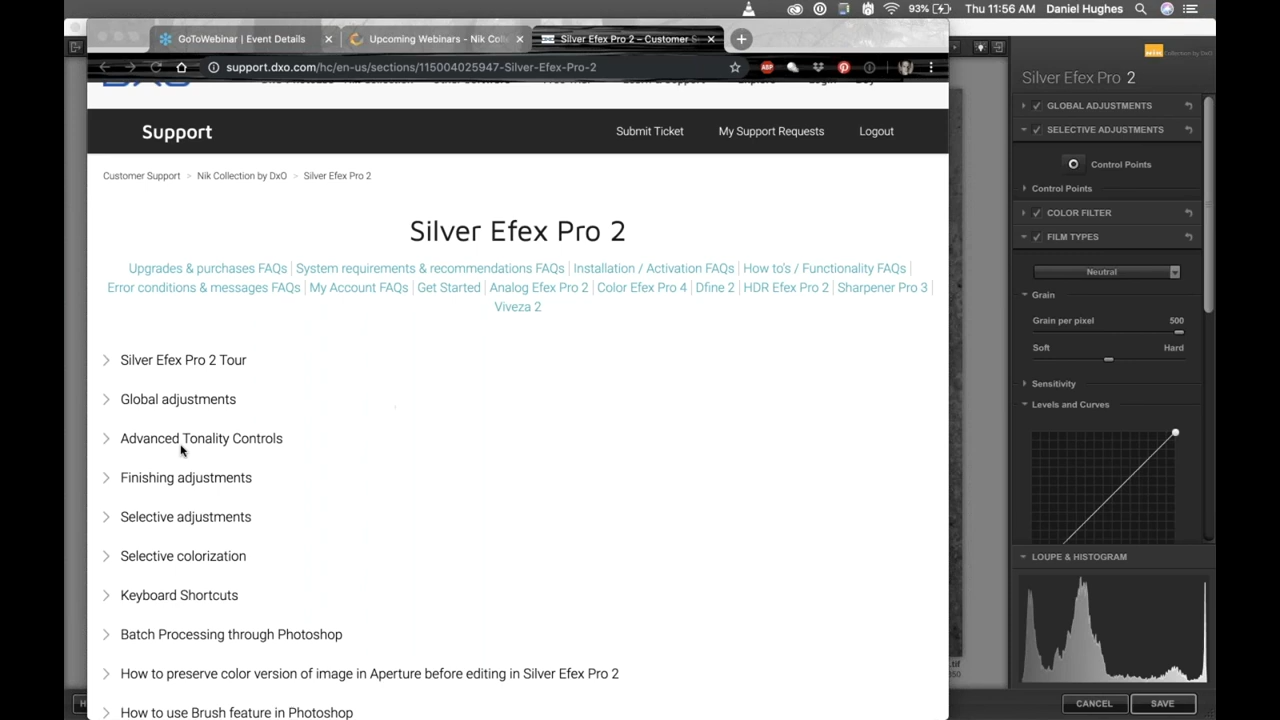 93% Thu 11:56 AM Daniel Hughes
GoToWebinar | Event Details
Upcoming Webinars - Nik Col
Silver Efex Pro 2 – Customer S
support.dxo.com/hc/en-us/sections/115004025947-Silver-Efex-Pro-2
ABP
Support
Submit Ticket
My Support Requests
Logout
Customer Support > Nik Collection by DxO > Silver Efex Pro 2
Silver Efex Pro 2
Upgrades & purchases FAQs | System requirements & recommendations FAQs | Installation / Activation FAQs | How to's / Functionality FAQs |
Error conditions & messages FAQs | My Account FAQs | Get Started | Analog Efex Pro 2 | Color Efex Pro 4 | Dfine 2 | HDR Efex Pro 2 | Sharpener Pro 3 |
Viveza 2
Silver Efex Pro 2 Tour
Global adjustments
Advanced Tonality Controls
Finishing adjustments
Selective adjustments
Selective colorization
Keyboard Shortcuts
Batch Processing through Photoshop
How to preserve color version of image in Aperture before editing in Silver Efex Pro 2
How to use Brush feature in Photoshop
Collection by DxO
Silver Efex Pro 2
GLOBAL ADJUSTMENTS
SELECTIVE ADJUSTMENTS
Control Points
Control Points
COLOR FILTER
FILM TYPES
Neutral
Grain
Grain per pixel 500
Soft Hard
Sensitivity
Levels and Curves
LOUPE & HISTOGRAM
.tif
CANCEL
SAVE